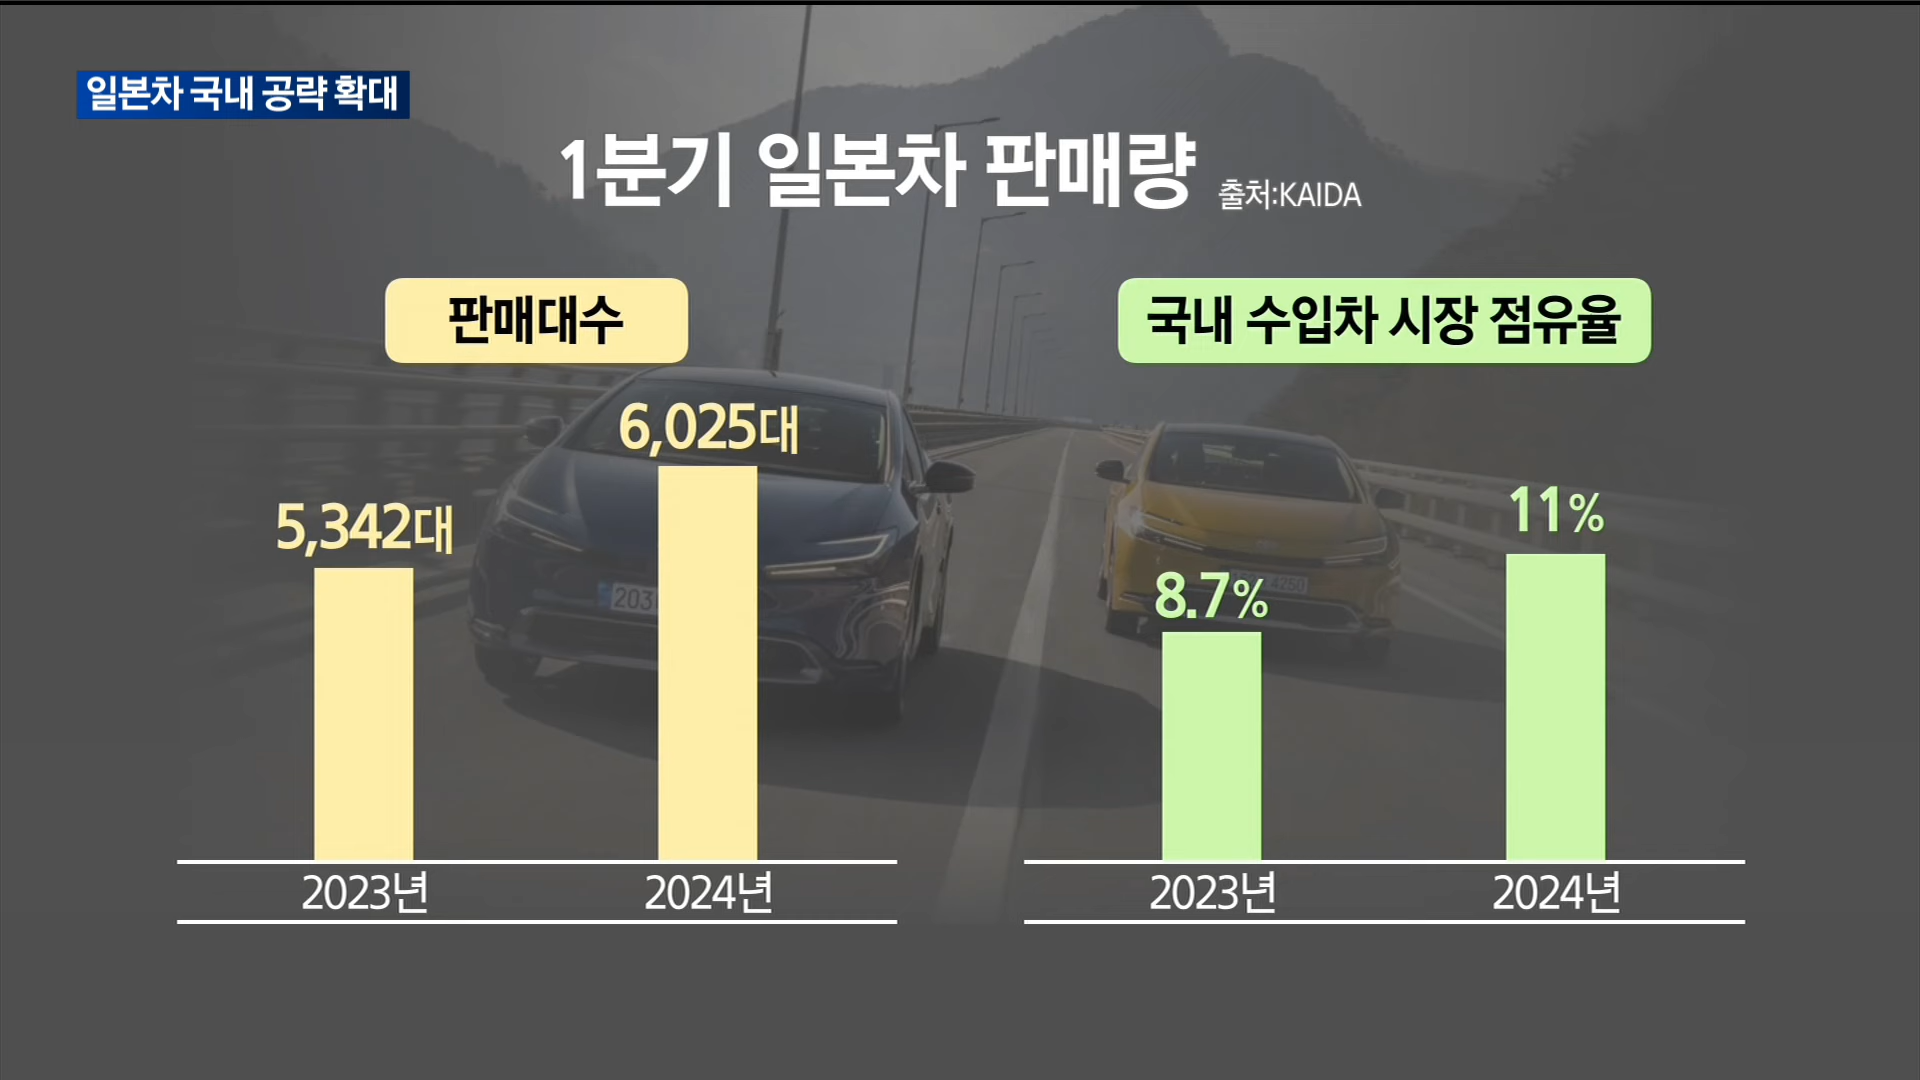 일본차 국내 공략 확대
1분기 일본차 판매량 출처:KAIDA
판매대수
5,342대
6,025대
2023년
2024년
국내 수입차 시장 점유율
8.7%
11%
2023년
2024년
203
4250